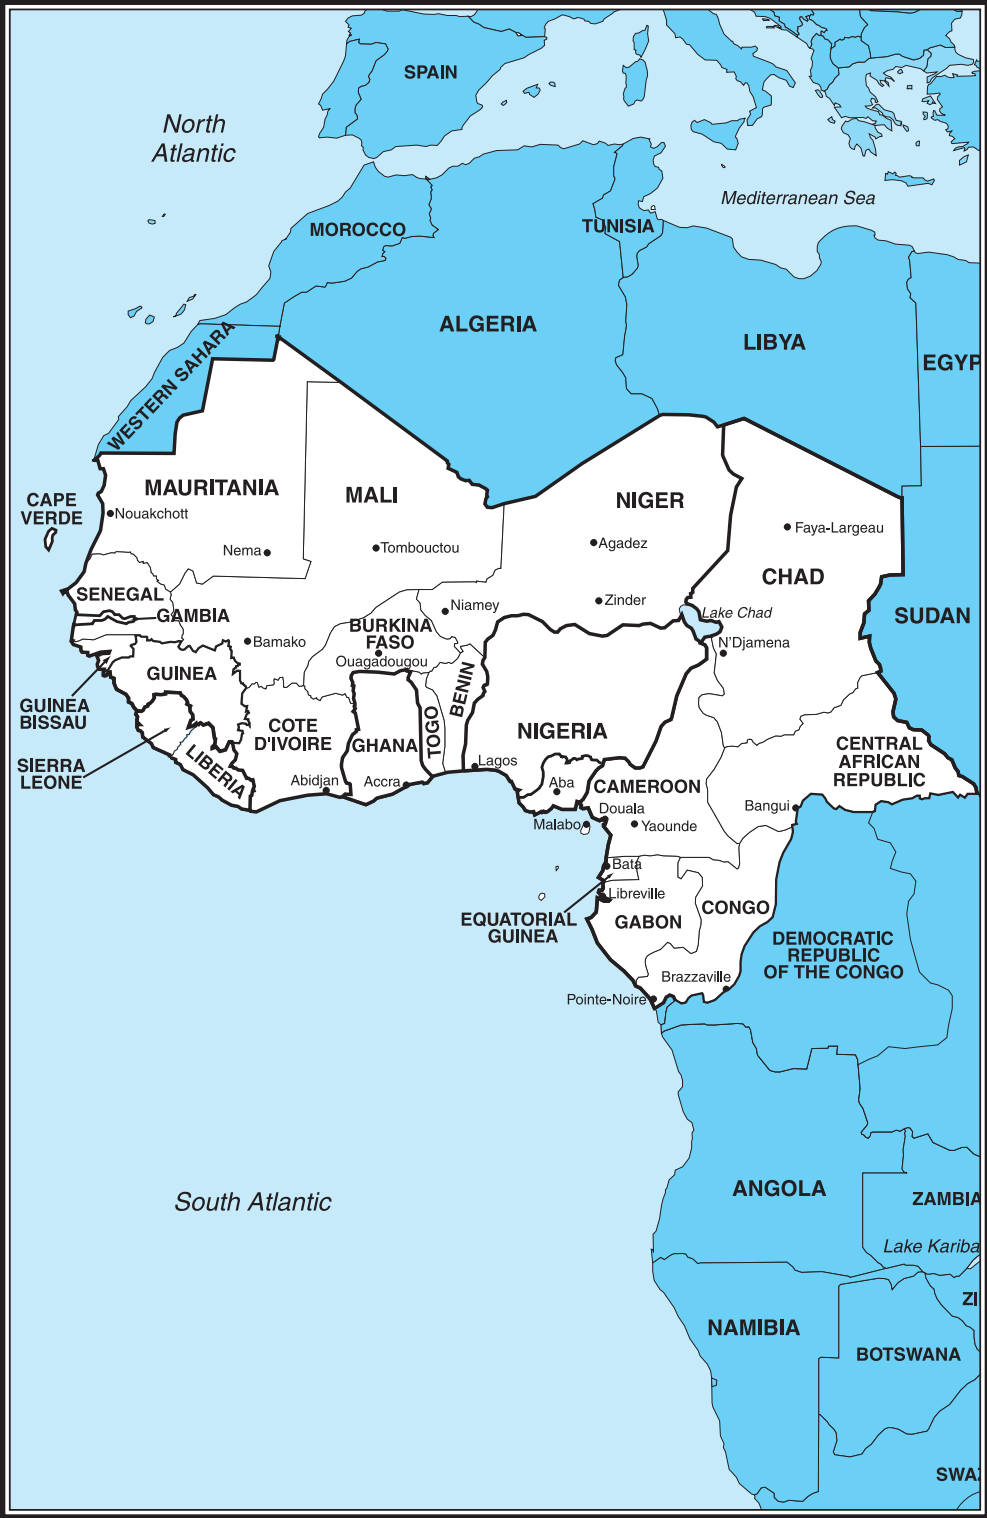 SPAIN
North
Atlantic
Mediterranean Sea
MOROCCO
TUNISIA
ALGERIA
LIBYA
EGYP
WESTERN SAHARA
MAURITANIA
MALI
NIGER
CAPE
VERDE
Nouakchott
Faya-Largeau
Nema
Tombouctou
Agadez
CHAD
SENEGAL
Niamey
Zinder
Lake Chad
SUDAN
GAMBIA
BURKINA
FASO
Bamako
Ouagadougou
N'Djamena
GUINEA
BENIN
GUINEA
BISSAU
COTE
D'IVOIRE
GHANA
TOGO
NIGERIA
CENTRAL
AFRICAN
REPUBLIC
SIERRA
LEONE
LIBERIA
Lagos
Abidjan
Accra
Aba
CAMEROON
Douala
Bangui
Malabo
Yaounde
Bata
Libreville
EQUATORIAL
GUINEA
GABON
CONGO
DEMOCRATIC
REPUBLIC
OF THE CONGO
Brazzaville
Pointe-Noire
South Atlantic
ANGOLA
ZAMBIA
Lake Kariba
ZI
NAMIBIA
BOTSWANA
SWAZ